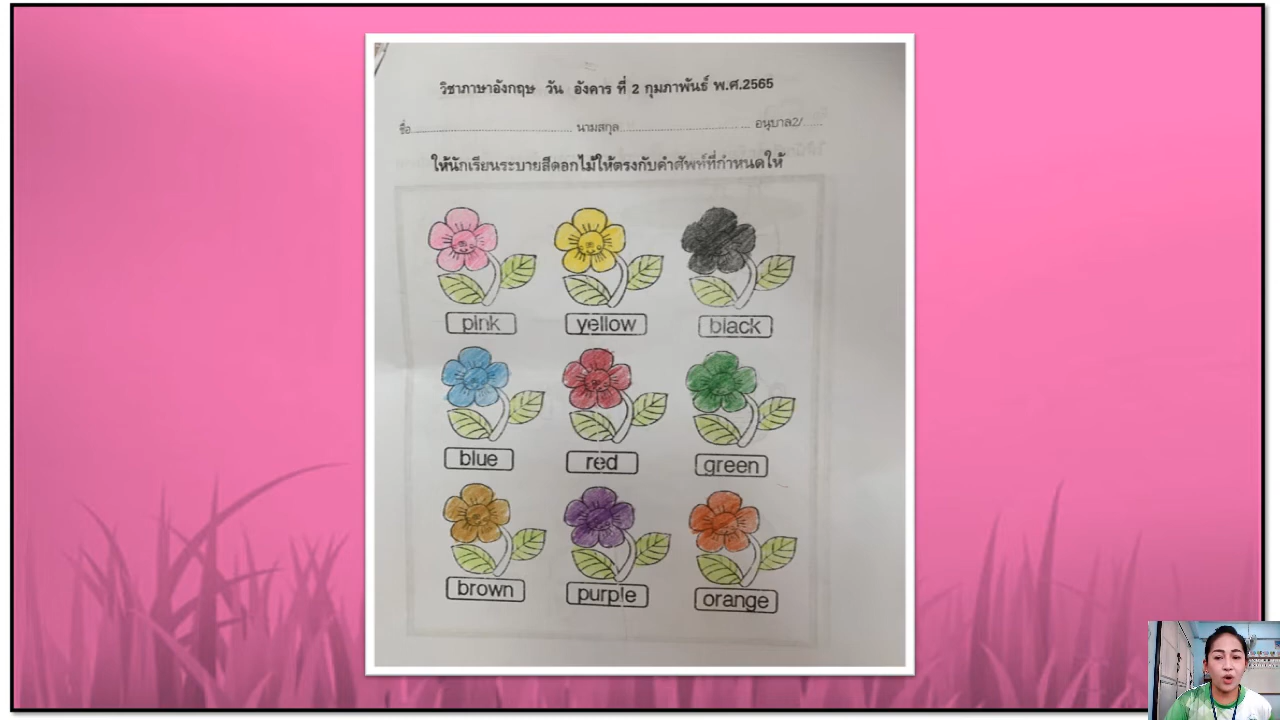 วิชาภาษาอังกฤษ วัน อังคาร ที่ 2 กุมภาพันธ์ พ.ศ.2565
ชื่อ............................................ นามสกุล................................... อนุบาล2/......
ให้นักเรียนระบายสีดอกไม้ให้ตรงกับคำศัพท์ที่กำหนดให้
pink yellow black
blue red green
brown purple orange